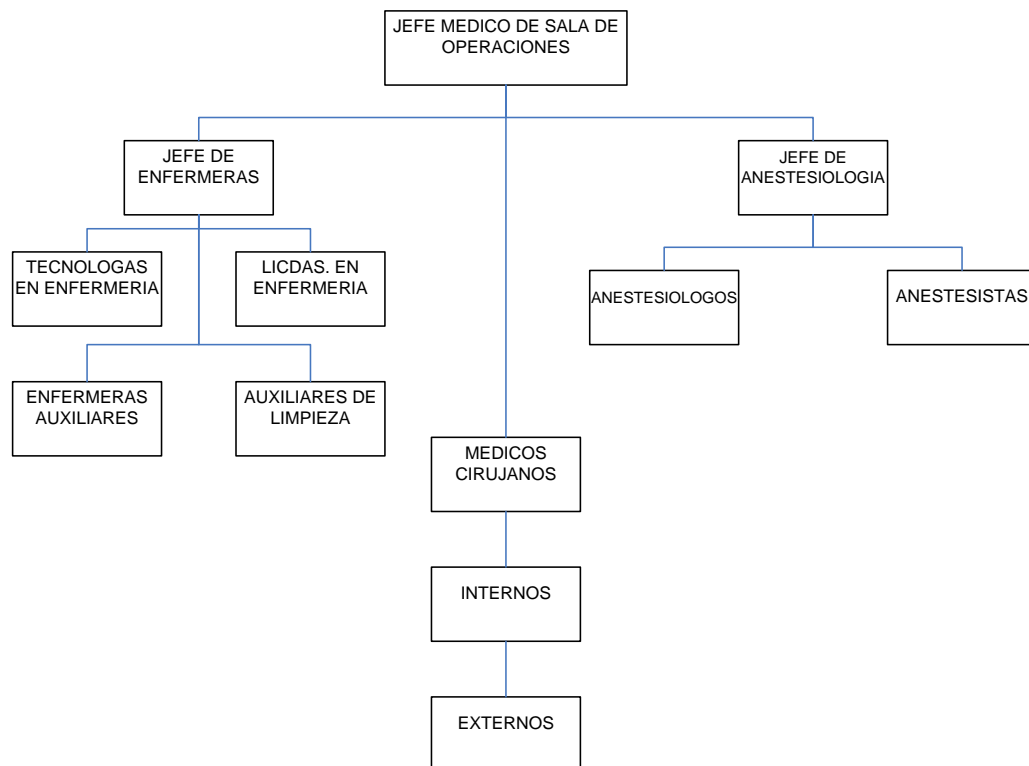 JEFE MEDICO DE SALA DE
OPERACIONES
JEFE DE
ENFERMERAS
JEFE DE
ANESTESIOLOGIA
TECNOLOGAS
EN ENFERMERIA
LICDAS. EN
ENFERMERIA
ANESTESIOLOGOS
ANESTESISTAS
ENFERMERAS
AUXILIARES
AUXILIARES DE
LIMPIEZA
MEDICOS
CIRUJANOS
INTERNOS
EXTERNOS